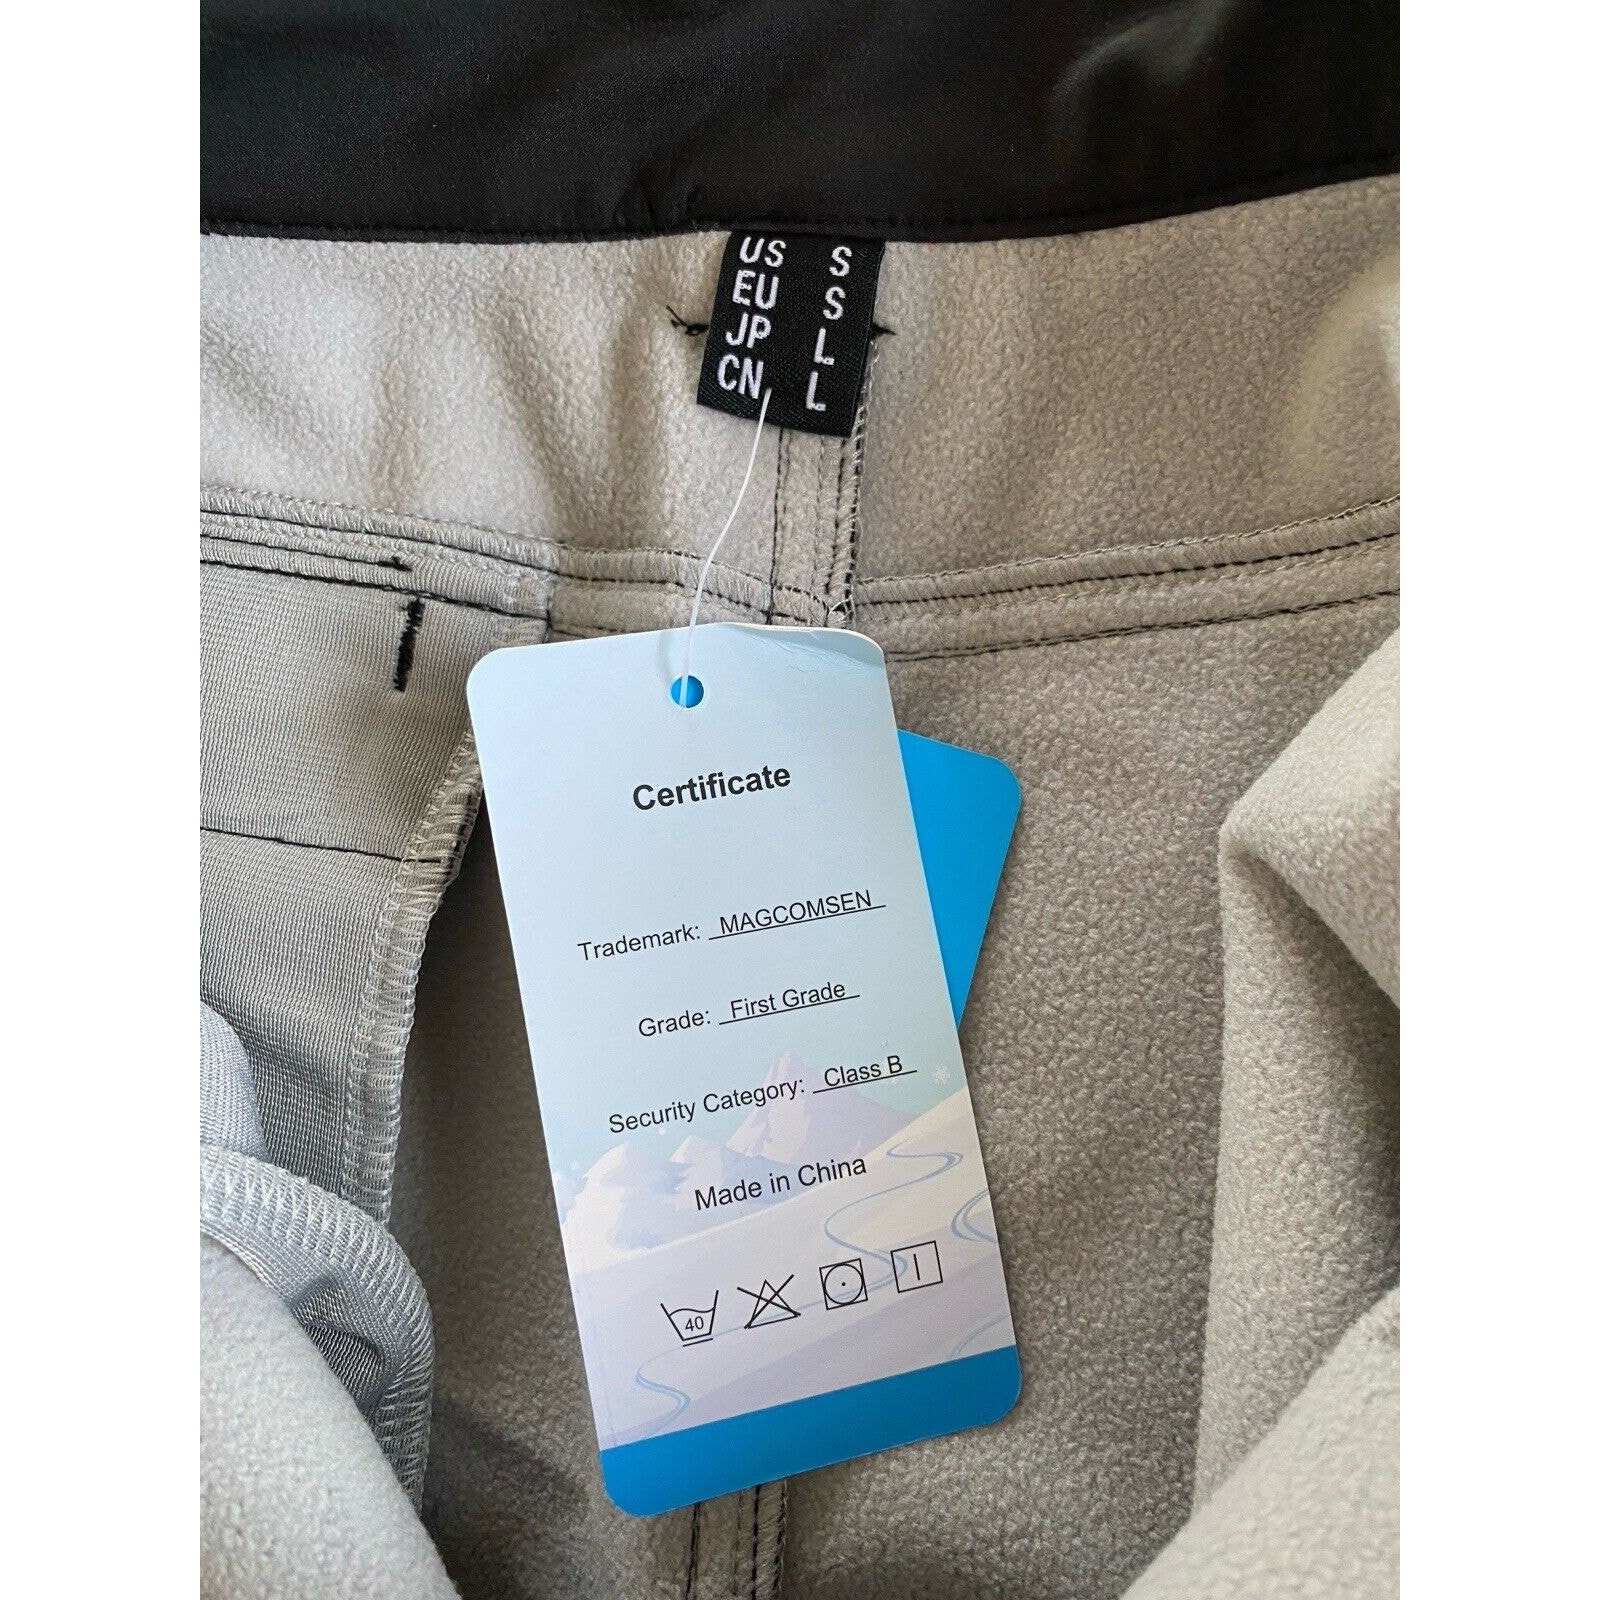 US S
EU S
JP L
CN L
Certificate
Trademark: MAGCOMSEN
Grade: First Grade
Security Category: Class B
Made in China
40